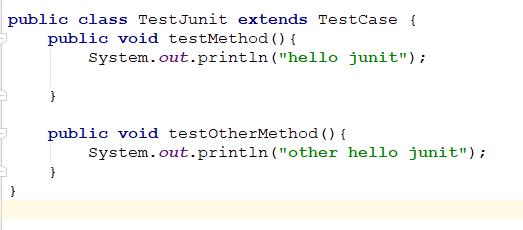 public class TestJunit extends TestCase {
    public void testMethod(){
        System.out.println("hello junit");

    }

    public void testOtherMethod(){
        System.out.println("other hello junit");
    }
}